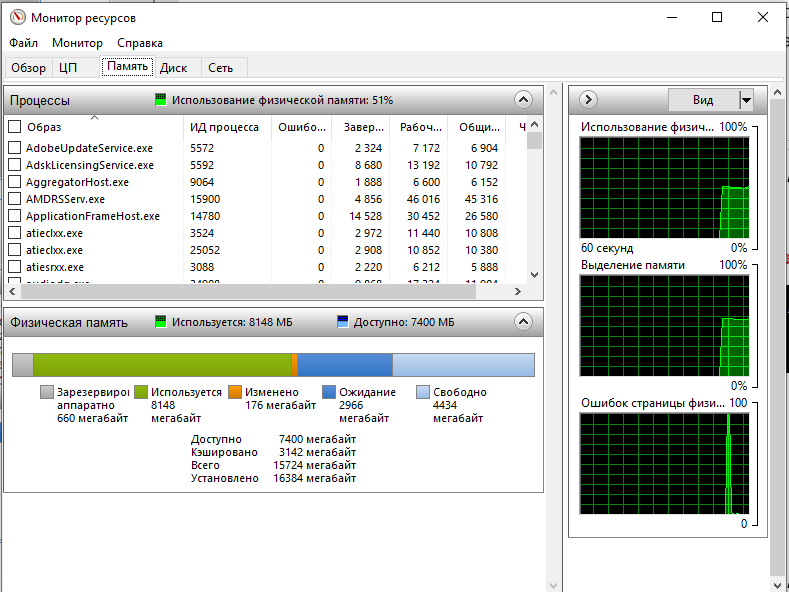 Монитор ресурсов
Файл Монитор Справка
Обзор ЦП Память Диск Сеть
Процессы Использование физической памяти: 51%
Образ ИД процесса Ошибо... Завер... Рабоч... Общи... Ч
AdobeUpdateService.exe 5572 0 2 324 7 172 6 904
AdskLicensingService.exe 5592 0 8 680 13 192 10 792
AggregatorHost.exe 9064 0 1 888 6 600 6 152
AMDRSServ.exe 15900 0 4 856 46 016 45 316
ApplicationFrameHost.exe 14780 0 14 528 30 452 26 580
atieclxx.exe 3524 0 2 972 11 440 10 808
atieclxx.exe 25052 0 2 908 10 852 10 380
atiesrxx.exe 3088 0 2 220 6 212 5 888
Физическая память Используется: 8148 МБ Доступно: 7400 МБ
Зарезервиро
аппаратно
660 мегабайт
Используется
8148
мегабайт
Изменено
176 мегабайт
Ожидание
2966
мегабайт
Свободно
4434
мегабайт
Доступно 7400 мегабайт
Кэшировано 3142 мегабайт
Всего 15724 мегабайт
Установлено 16384 мегабайт
Вид
Использование физич... 100%
60 секунд 0%
Выделение памяти 100%
0%
Ошибок страницы физи... 100
0